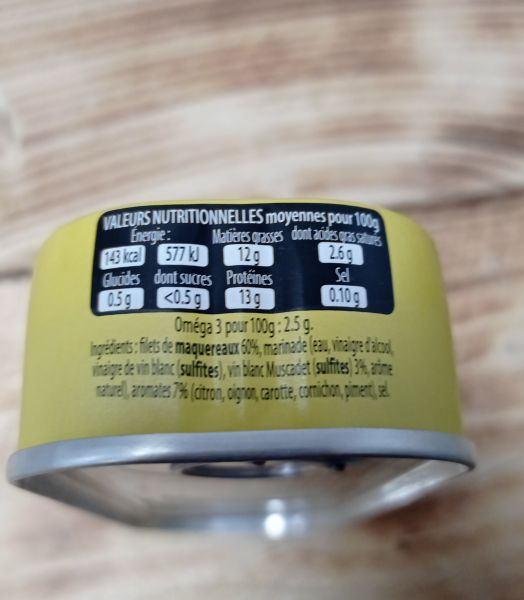 VALEURS NUTRITIONNELLES moyennes pour 100g
Énergie : Matières grasses dont acides gras saturés
143 kcal 577 kJ 12 g 2.6 g
Glucides dont sucres Protéines Sel
0.5 g <0.5 g 13 g 0.10 g
Oméga 3 pour 100g : 2.5 g.
Ingrédients : filets de maquereaux 60%, marinade (eau, vinaigre d'alcool,
vinaigre de vin blanc (sulfites), vin blanc Muscadet (sulfites) 3%, arôme
naturel), aromates 7% (citron, oignon, carotte, cornichon, piment), sel.